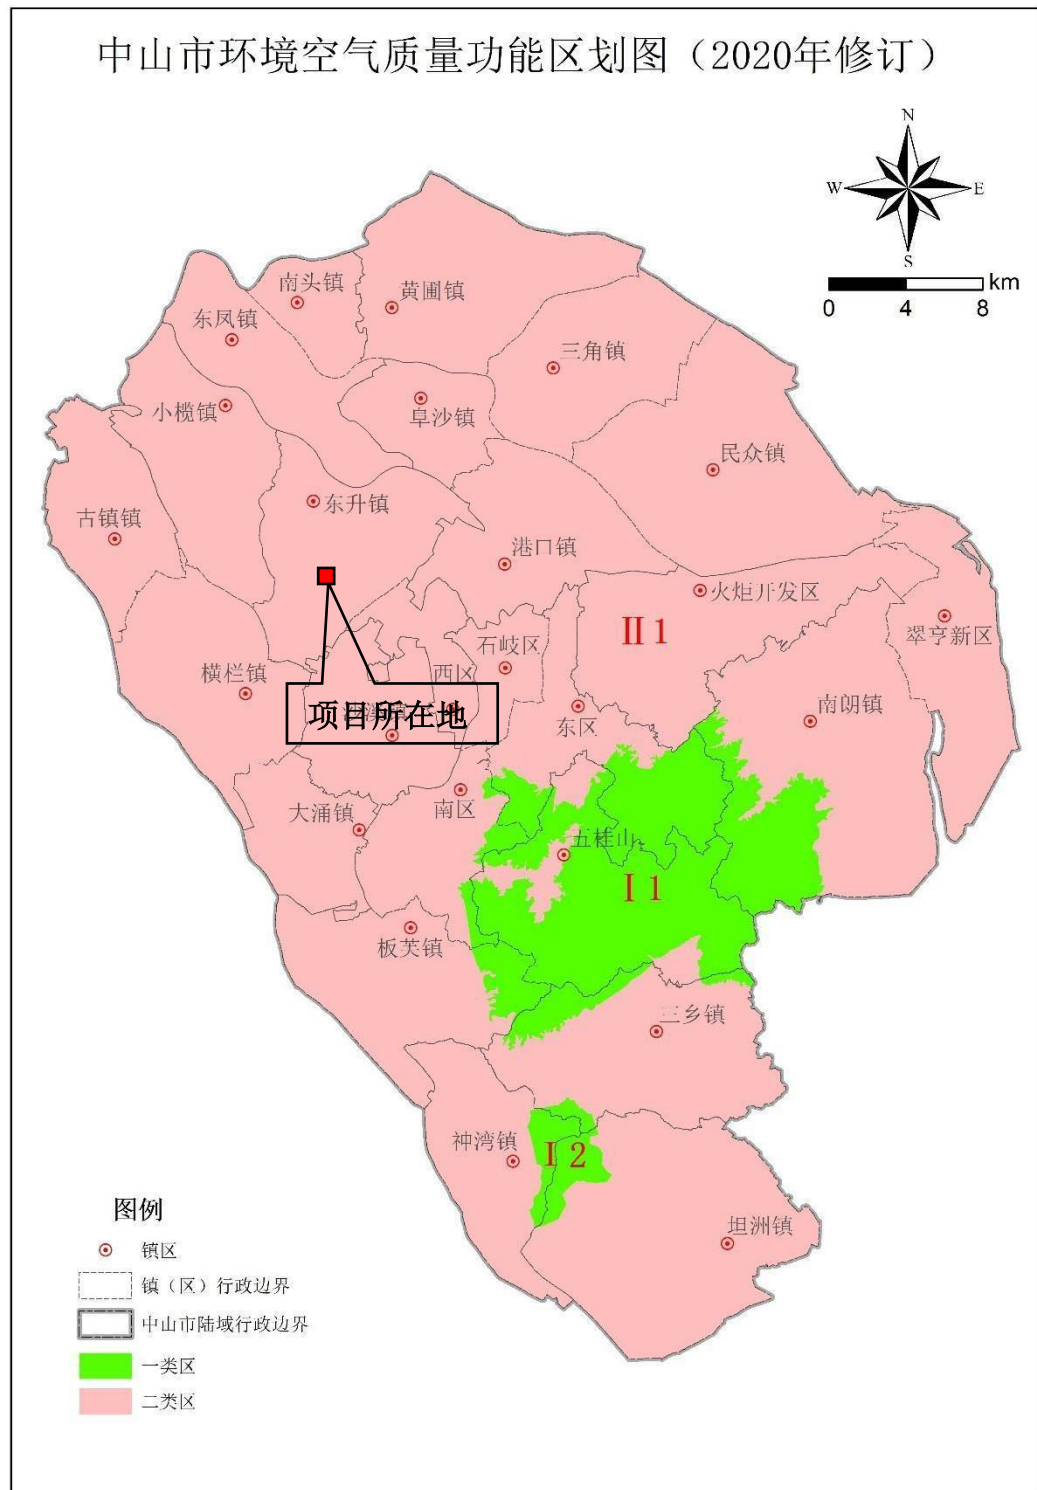 中山市环境空气质量功能区划图（2020年修订）
N
W
E
S
km
0
4
8
南头镇
黄圃镇
东凤镇
三角镇
小榄镇
阜沙镇
民众镇
东升镇
古镇镇
港口镇
火炬开发区
II 1
翠亨新区
石岐区
西区
横栏镇
南朗镇
项目所在地
沙溪镇
东区
南区
大涌镇
五桂山
I 1
板芙镇
三乡镇
神湾镇
I 2
坦洲镇
图例
镇区
镇（区）行政边界
中山市陆域行政边界
一类区
二类区